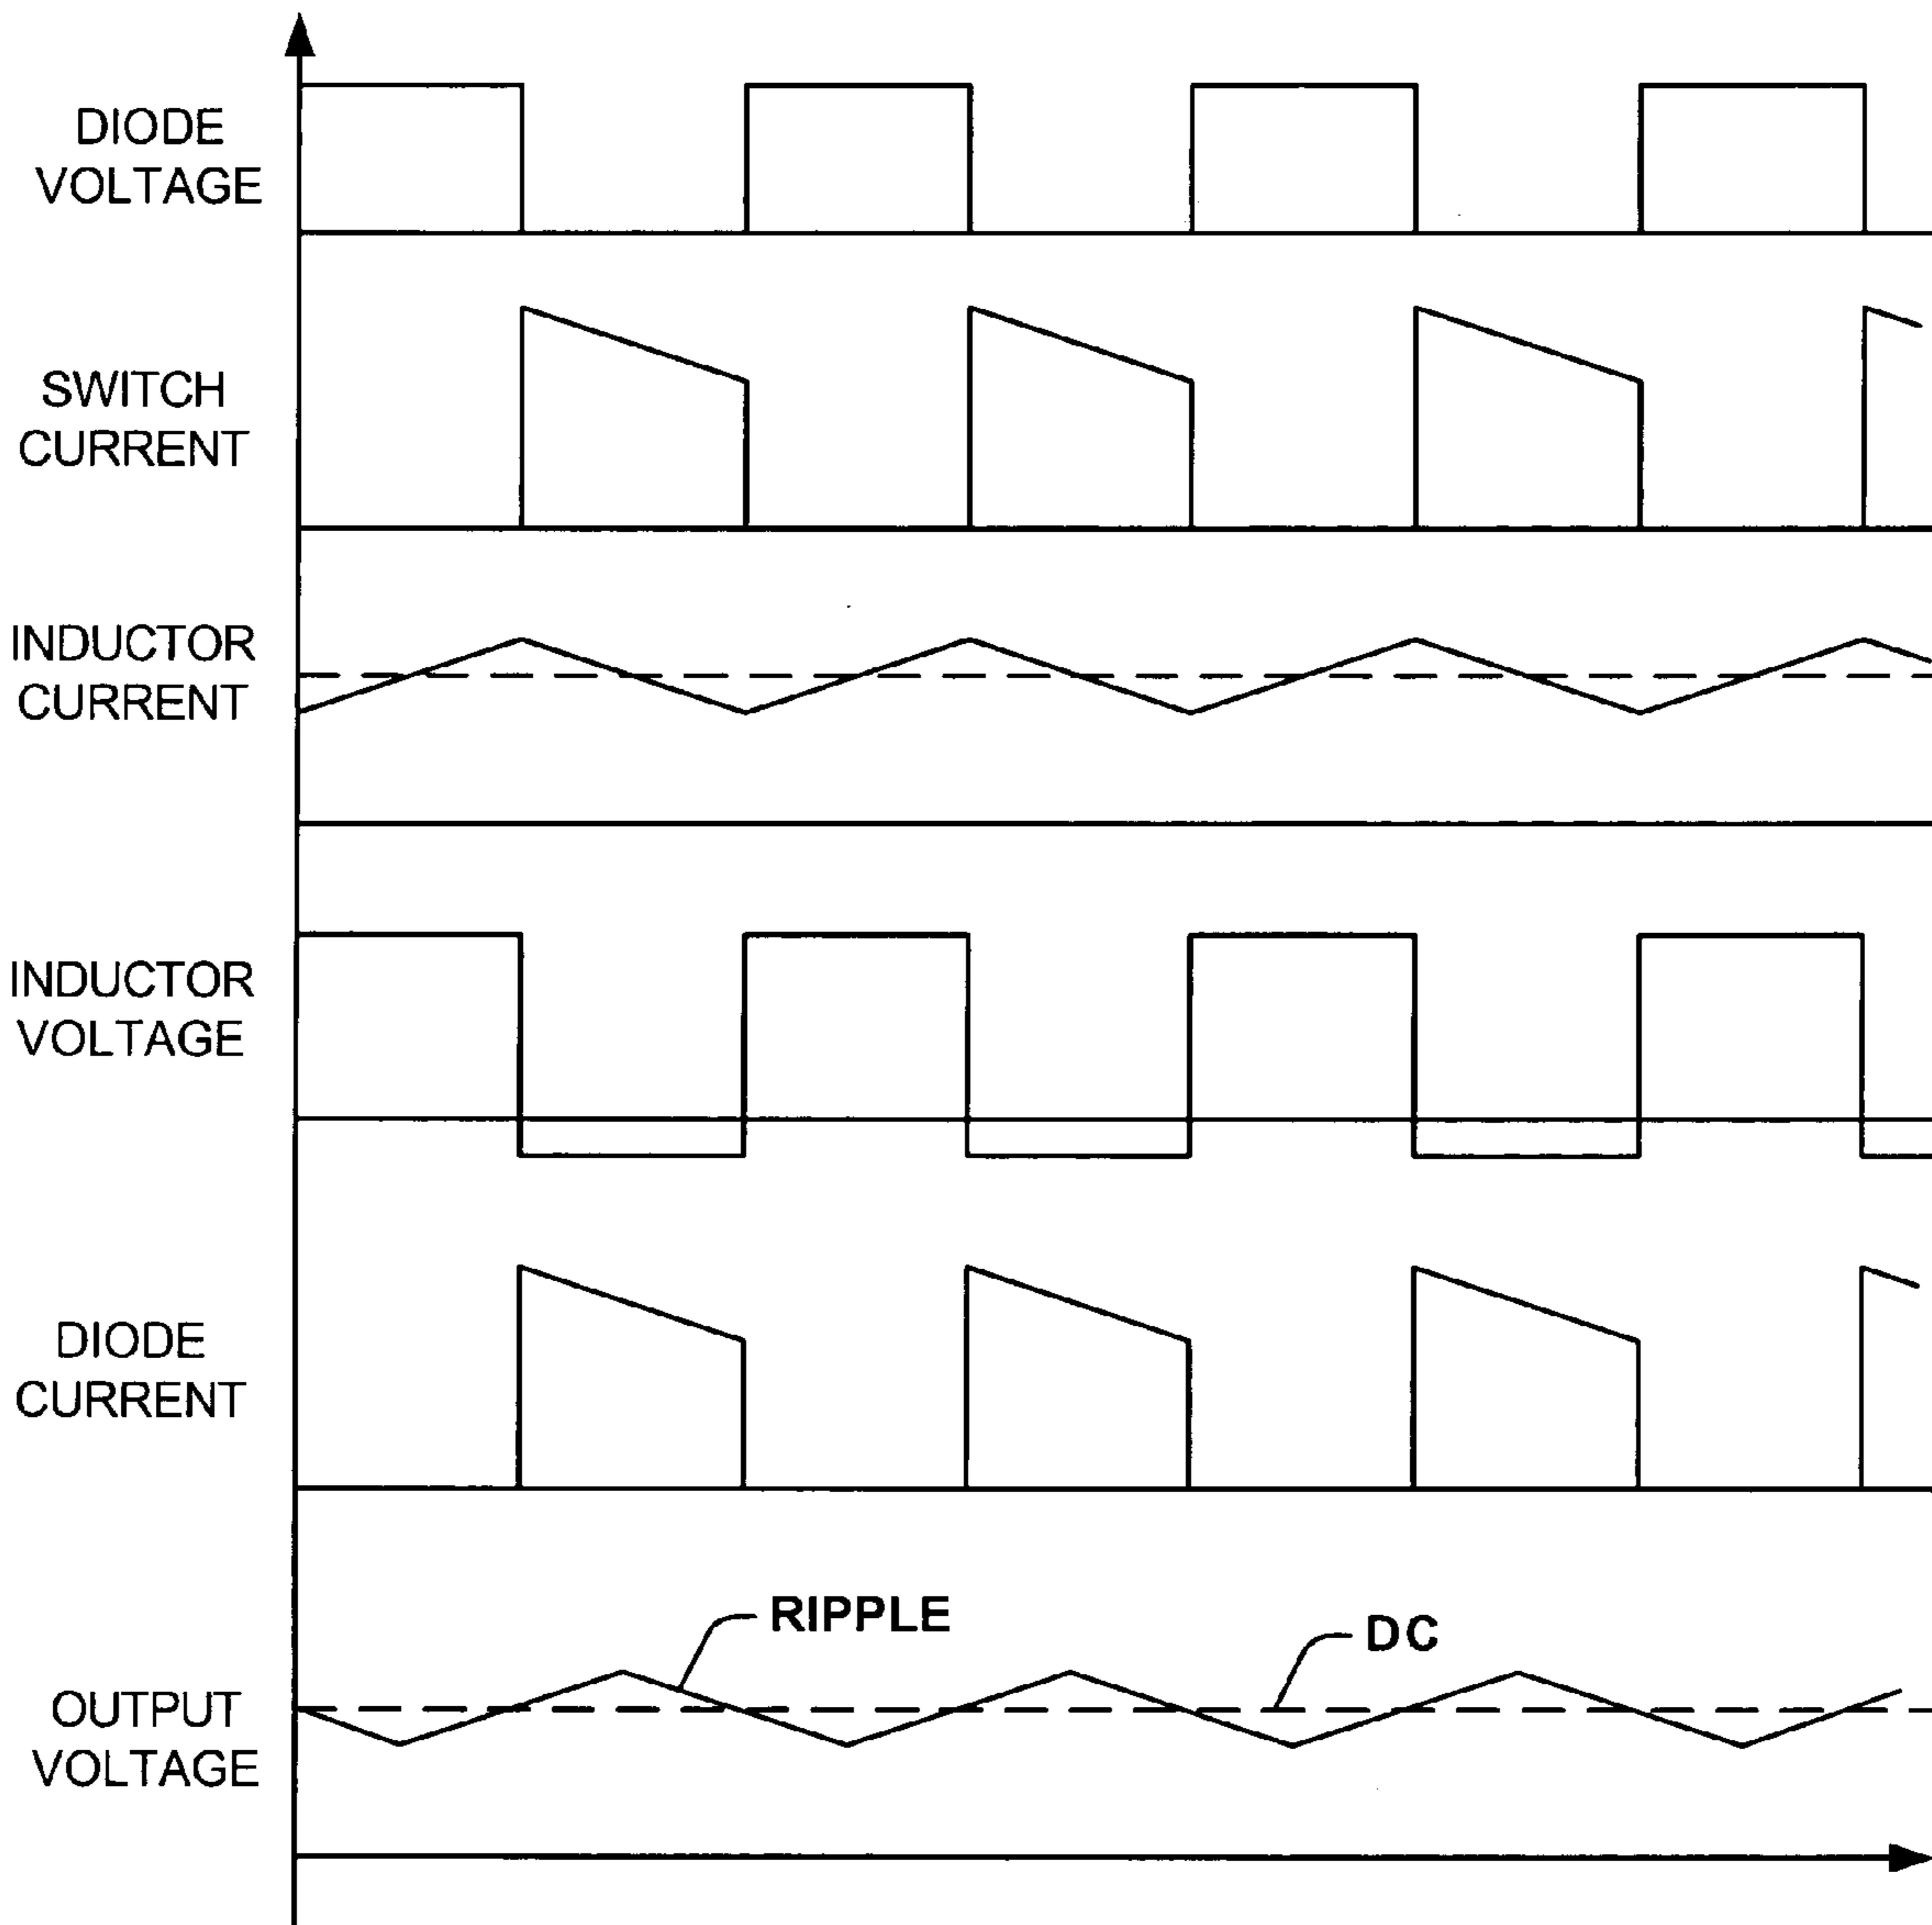 DIODE
VOLTAGE
SWITCH
CURRENT
INDUCTOR
CURRENT
INDUCTOR
VOLTAGE
DIODE
CURRENT
RIPPLE
DC
OUTPUT
VOLTAGE